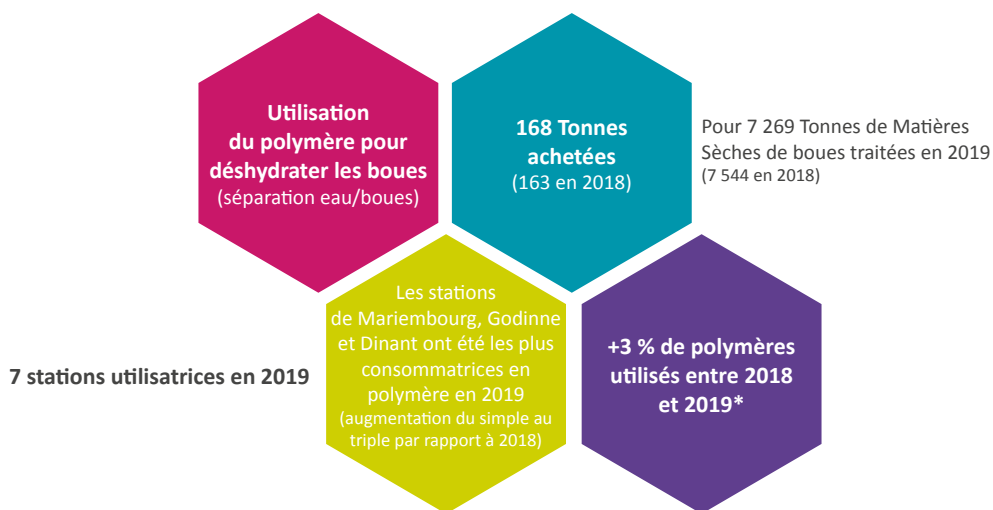 Utilisation
du polymère pour
déshydrater les boues
(séparation eau/boues)
168 Tonnes
achetées
(163 en 2018)
Pour 7 269 Tonnes de Matières
Sèches de boues traitées en 2019
(7 544 en 2018)
7 stations utilisatrices en 2019
Les stations
de Mariembourg, Godinne
et Dinant ont été les plus
consommatrices en
polymère en 2019
(augmentation du simple au
triple par rapport à 2018)
+3 % de polymères
utilisés entre 2018
et 2019*